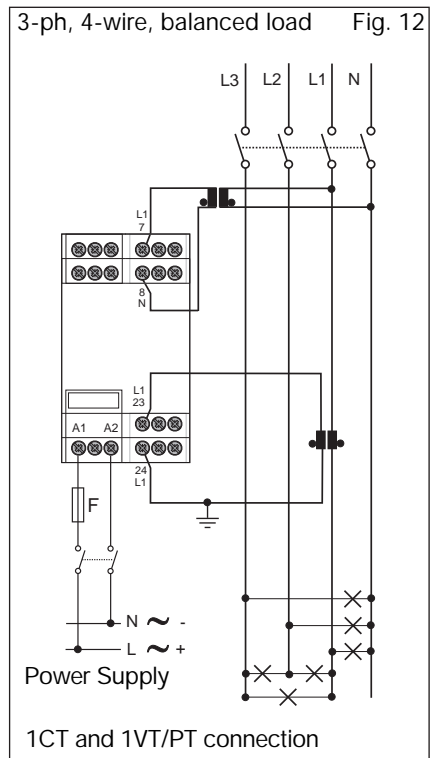 3-ph, 4-wire, balanced load Fig. 12
L3 L2 L1 N
L1
7
8
N
L1
23
A1 A2
24
L1
F
N ~ -
L ~ +
Power Supply
1CT and 1VT/PT connection